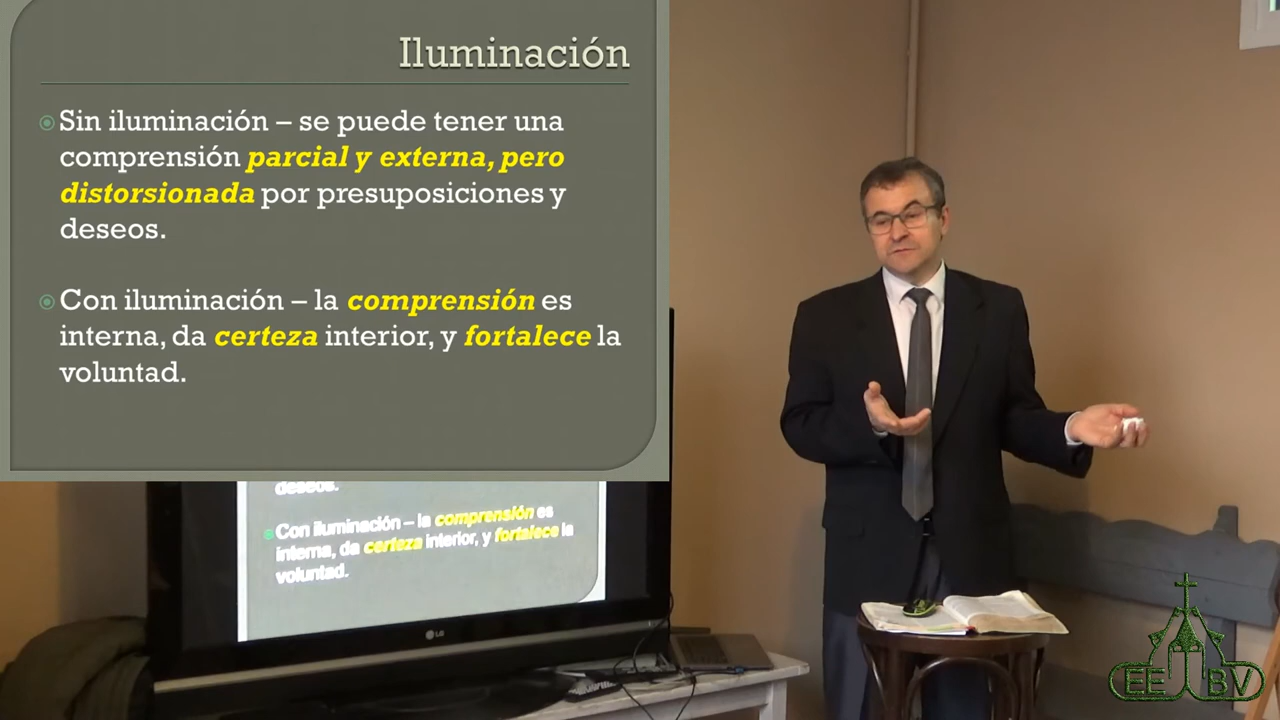 Iluminación
Sin iluminación – se puede tener una
comprensión parcial y externa, pero
distorsionada por presuposiciones y
deseos.
Con iluminación – la comprensión es
interna, da certeza interior, y fortalece la
voluntad.
deseos.
Con iluminación – la comprensión es
interna, da certeza interior, y fortalece la
voluntad.
LG
EE BV